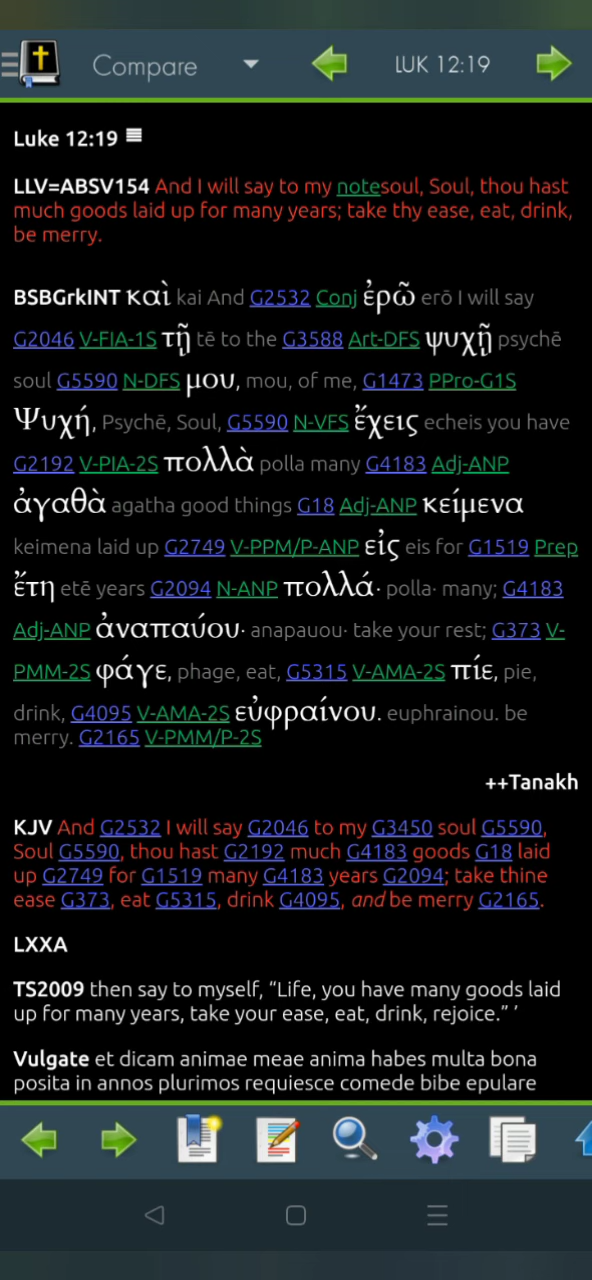 Compare
LUK 12:19
Luke 12:19
LLV=ABSV154 And I will say to my notesoul, Soul, thou hast
much goods laid up for many years; take thy ease, eat, drink,
be merry.
BSBGrkINT καὶ kai And G2532 Conj ἐρῶ erō I will say
G2046 V-FIA-1S τῇ tē to the G3588 Art-DFS ψυχῇ psychē
soul G5590 N-DFS μου, mou, of me, G1473 PPro-G1S
Ψυχή, Psychē, Soul, G5590 N-VFS ἔχεις echeis you have
G2192 V-PIA-2S πολλὰ polla many G4183 Adj-ANP
ἀγαθὰ agatha good things G18 Adj-ANP κείμενα
keimena laid up G2749 V-PPM/P-ANP εἰς eis for G1519 Prep
ἔτη etē years G2094 N-ANP πολλά· polla· many; G4183
Adj-ANP ἀναπαύου· anapauou· take your rest; G373 V-
PMM-2S φάγε, phage, eat, G5315 V-AMA-2S πίε, pie,
drink, G4095 V-AMA-2S εὐφραίνου. euphrainou. be
merry. G2165 V-PMM/P-2S
++Tanakh
KJV And G2532 I will say G2046 to my G3450 soul G5590,
Soul G5590, thou hast G2192 much G4183 goods G18 laid
up G2749 for G1519 many G4183 years G2094; take thine
ease G373, eat G5315, drink G4095, and be merry G2165.
LXXA
TS2009 then say to myself, “Life, you have many goods laid
up for many years, take your ease, eat, drink, rejoice.” ’
Vulgate et dicam animae meae anima habes multa bona
posita in annos plurimos requiesce comede bibe epulare